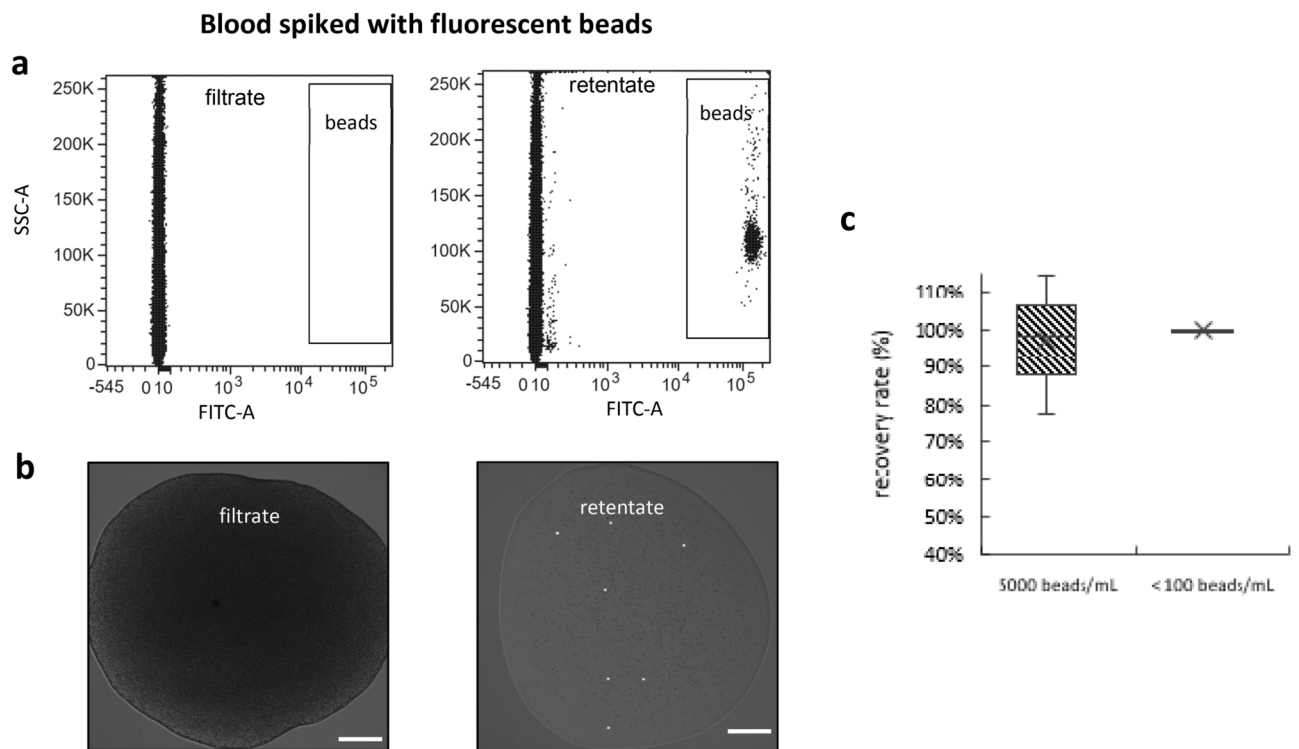 Blood spiked with fluorescent beads
a
SSC-A
250K
200K
150K
100K
50K
0
filtrate
beads
-545 0 10 10³ 10⁴ 10⁵
FITC-A
250K
200K
150K
100K
50K
0
retentate
beads
-545 0 10 10³ 10⁴ 10⁵
FITC-A
b
filtrate
retentate
c
recovery rate (%)
110%
100%
90%
80%
70%
60%
50%
40%
5000 beads/mL <100 beads/mL